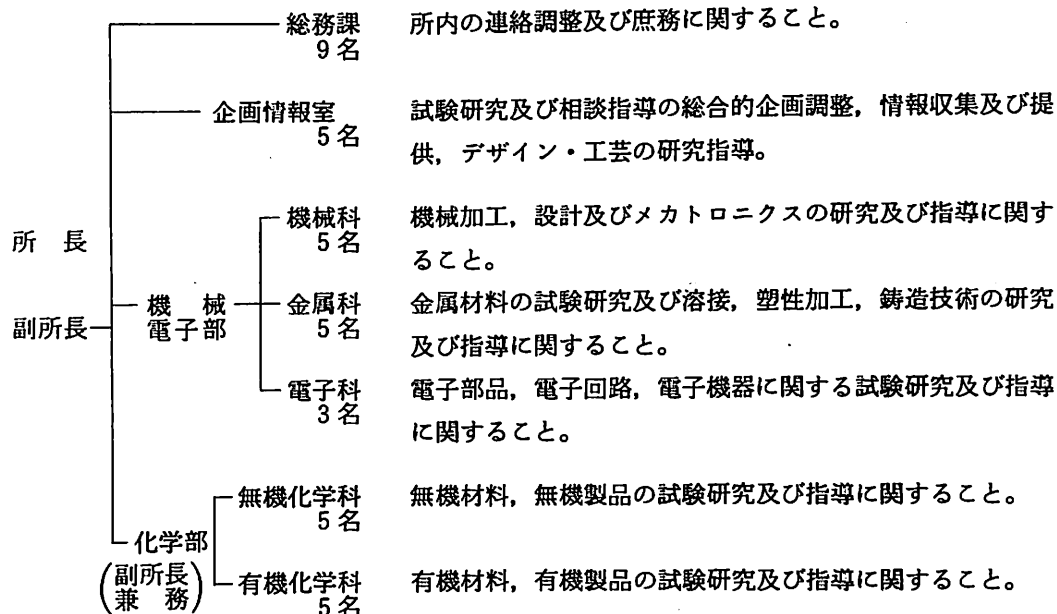 総務課 所内の連絡調整及び庶務に関すること。
9名
企画情報室 試験研究及び相談指導の総合的企画調整，情報収集及び提
5名 供，デザイン・工芸の研究指導。
機械科 機械加工，設計及びメカトロニクスの研究及び指導に関す
所長 5名 ること。
機械 金属科 金属材料の試験研究及び溶接，塑性加工，鋳造技術の研究
副所長 電子部 5名 及び指導に関すること。
電子科 電子部品，電子回路，電子機器に関する試験研究及び指導
3名 に関すること。
無機化学科 無機材料，無機製品の試験研究及び指導に関すること。
5名
化学部
(副所長兼務) 有機化学科 有機材料，有機製品の試験研究及び指導に関すること。
5名